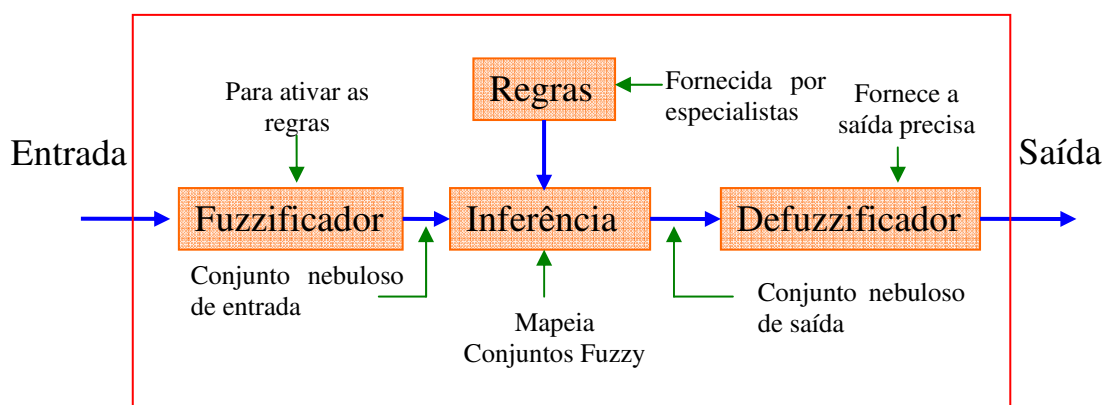 Para ativar as
regras
Regras
Fornecida por
especialistas
Fornece a
saída precisa
Entrada
Saída
Fuzzificador
Inferência
Defuzzificador
Conjunto nebuloso
de entrada
Mapeia
Conjuntos Fuzzy
Conjunto nebuloso
de saída